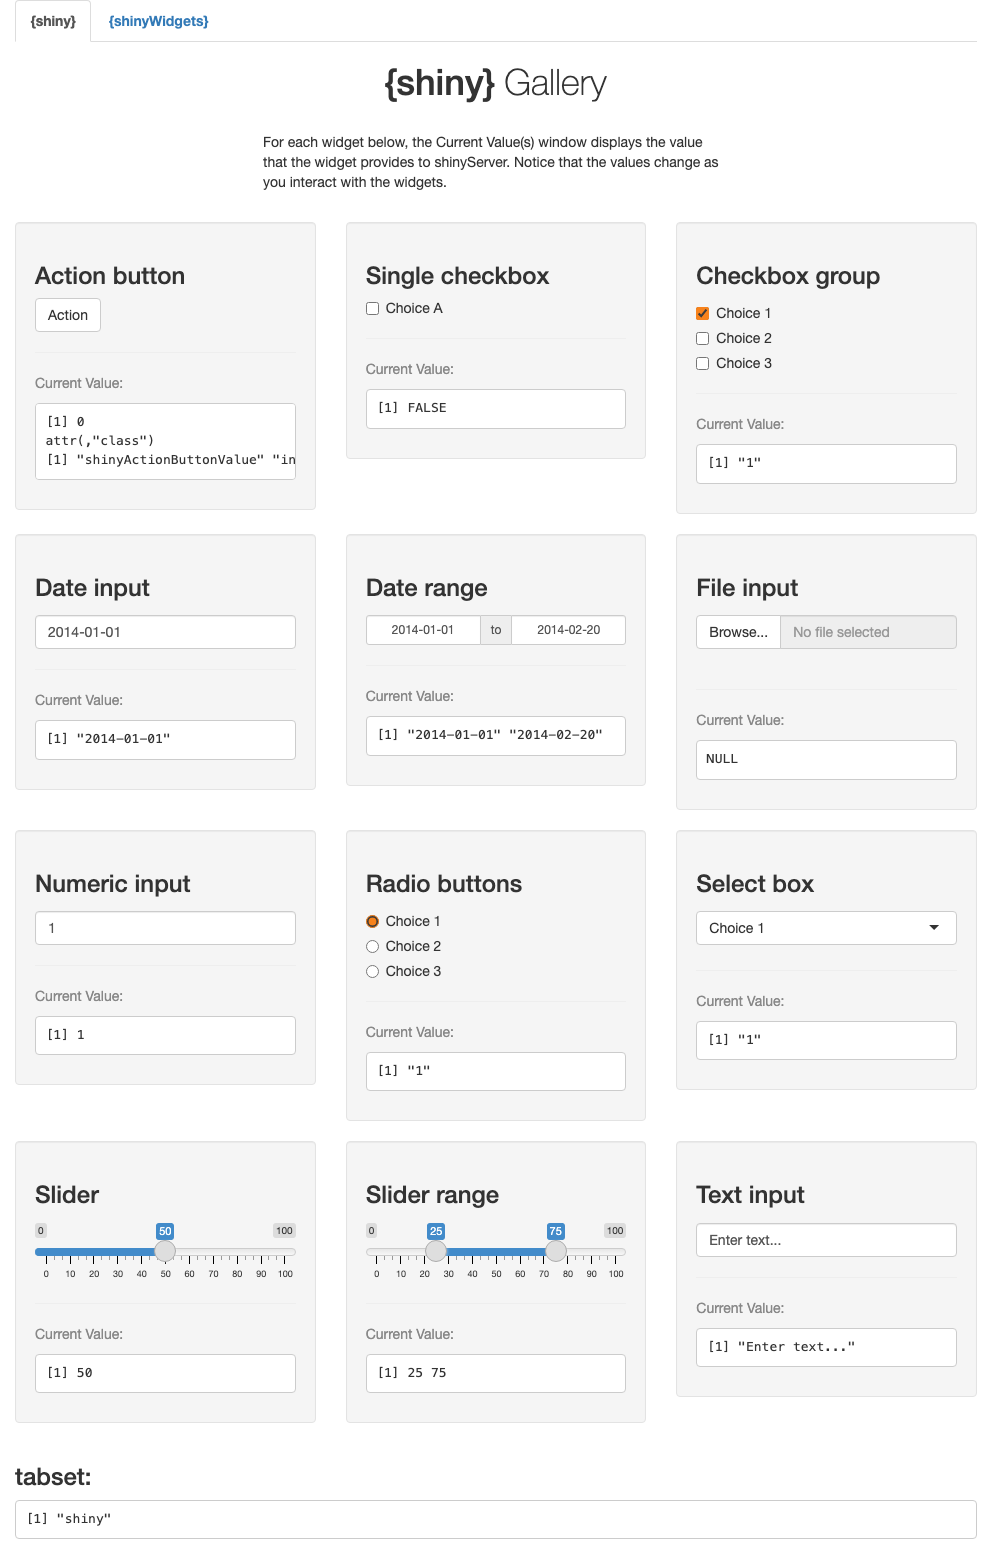 {shiny} {shinyWidgets}
{shiny} Gallery
For each widget below, the Current Value(s) window displays the value
that the widget provides to shinyServer. Notice that the values change as
you interact with the widgets.
Action button
Action
Current Value:
[1] 0
attr(,"class")
[1] "shinyActionButtonValue" "in
Single checkbox
Choice A
Current Value:
[1] FALSE
Checkbox group
Choice 1
Choice 2
Choice 3
Current Value:
[1] "1"
Date input
2014-01-01
Current Value:
[1] "2014-01-01"
Date range
2014-01-01 to 2014-02-20
Current Value:
[1] "2014-01-01" "2014-02-20"
File input
Browse... No file selected
Current Value:
NULL
Numeric input
1
Current Value:
[1] 1
Radio buttons
Choice 1
Choice 2
Choice 3
Current Value:
[1] "1"
Select box
Choice 1
Current Value:
[1] "1"
Slider
0 50 100
0 10 20 30 40 50 60 70 80 90 100
Current Value:
[1] 50
Slider range
0 25 75 100
0 10 20 30 40 50 60 70 80 90 100
Current Value:
[1] 25 75
Text input
Enter text...
Current Value:
[1] "Enter text..."
tabset:
[1] "shiny"